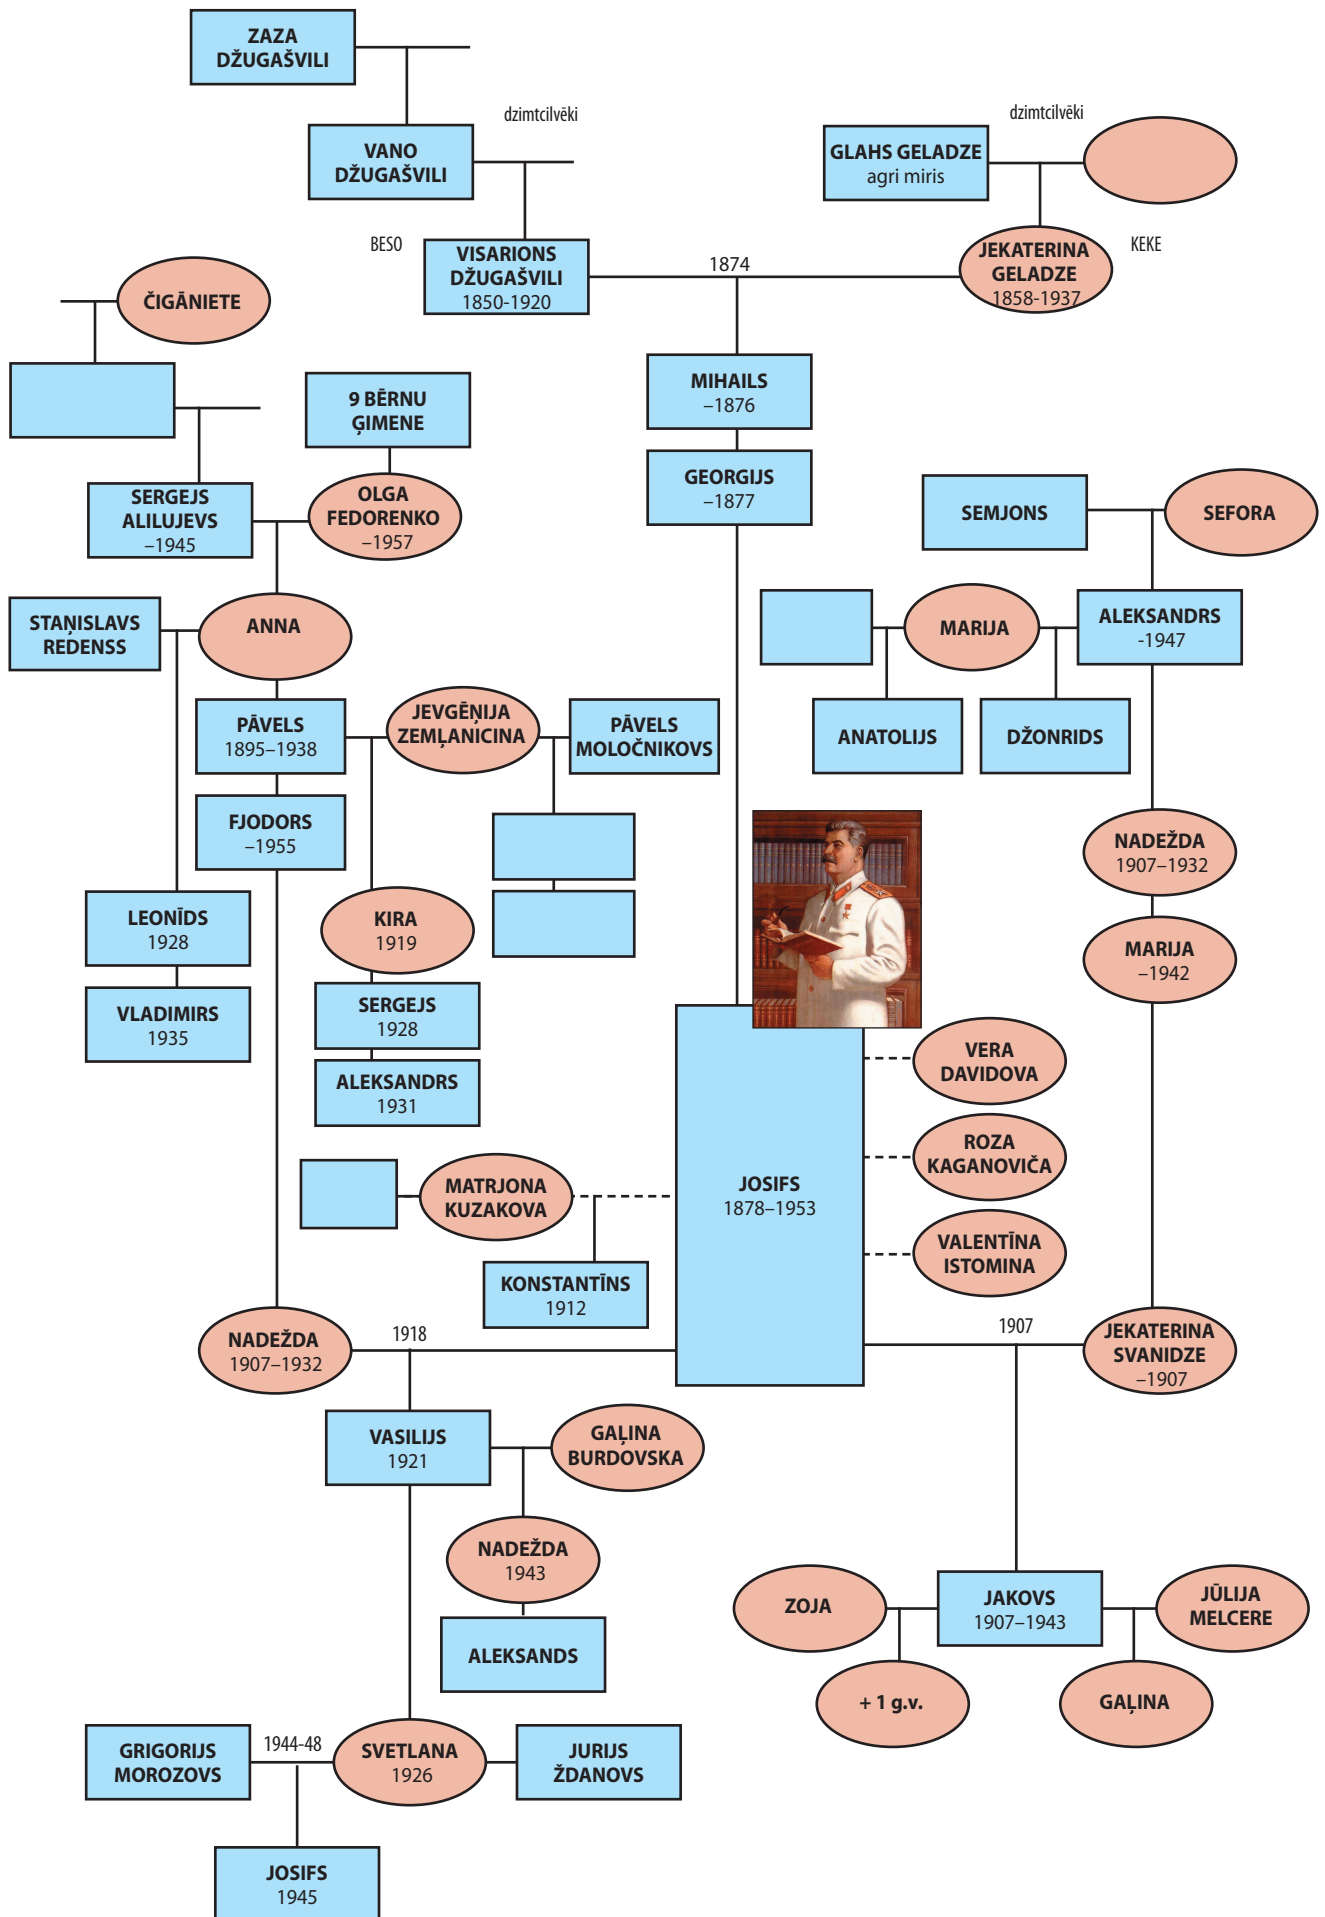 ZAZA
DŽUGAŠVILI
dzimtcilvēki
dzimtcilvēki
VANO
DŽUGAŠVILI
GLAHS GELADZE
agri miris
BESO
VISARIONS
DŽUGAŠVILI
1850-1920
1874
JEKATERINA
GELADZE
1858-1937
KEKE
ČIGĀNIETE
MIHAILS
–1876
9 BĒRNU
ĢIMENE
GEORGIJS
–1877
SERGEJS
ALILUJEVS
–1945
OLGA
FEDORENKO
–1957
SEMJONS
SEFORA
STAŅISLAVS
REDENSS
ANNA
MARIJA
ALEKSANDRS
-1947
PĀVELS
1895–1938
JEVGĒŅIJA
ZEMĻANICINA
PĀVELS
MOLOČNIKOVS
ANATOLIJS
DŽONRIDS
FJODORS
–1955
NADEŽDA
1907–1932
LEONĪDS
1928
KIRA
1919
MARIJA
–1942
VLADIMIRS
1935
SERGEJS
1928
ALEKSANDRS
1931
VERA
DAVIDOVA
ROZA
KAGANOVIČA
MATRJONA
KUZAKOVA
JOSIFS
1878–1953
VALENTĪNA
ISTOMINA
KONSTANTĪNS
1912
NADEŽDA
1907–1932
1918
1907
JEKATERINA
SVANIDZE
–1907
VASILIJS
1921
GAĻINA
BURDOVSKA
NADEŽDA
1943
ALEKSANDS
ZOJA
JAKOVS
1907–1943
JŪLIJA
MELCERE
+ 1 g.v.
GAĻINA
GRIGORIJS
MOROZOVS
1944-48
SVETLANA
1926
JURIJS
ŽDANOVS
JOSIFS
1945